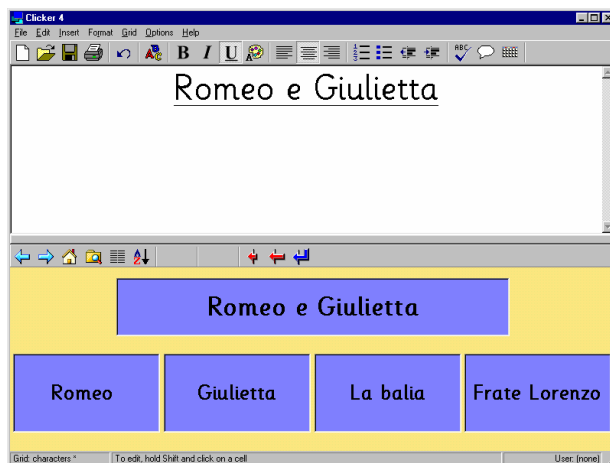 Clicker 4
File Edit Insert Format Grid Options Help
B I U ABC
Romeo e Giulietta
Romeo e Giulietta
Romeo Giulietta La balia Frate Lorenzo
Grid: characters * To edit, hold Shift and click on a cell User: (none)